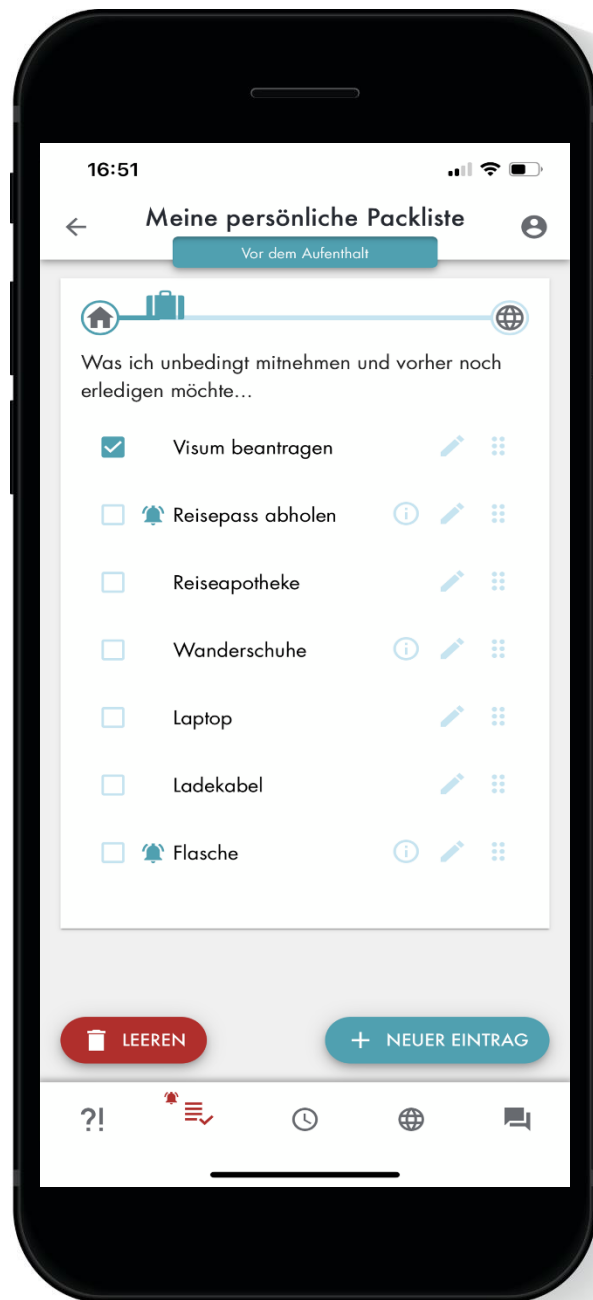 16:51
Meine persönliche Packliste
Vor dem Aufenthalt
Was ich unbedingt mitnehmen und vorher noch
erledigen möchte...
Visum beantragen
Reisepass abholen
Reiseapotheke
Wanderschuhe
Laptop
Ladekabel
Flasche
LEEREN
+ NEUER EINTRAG
?!